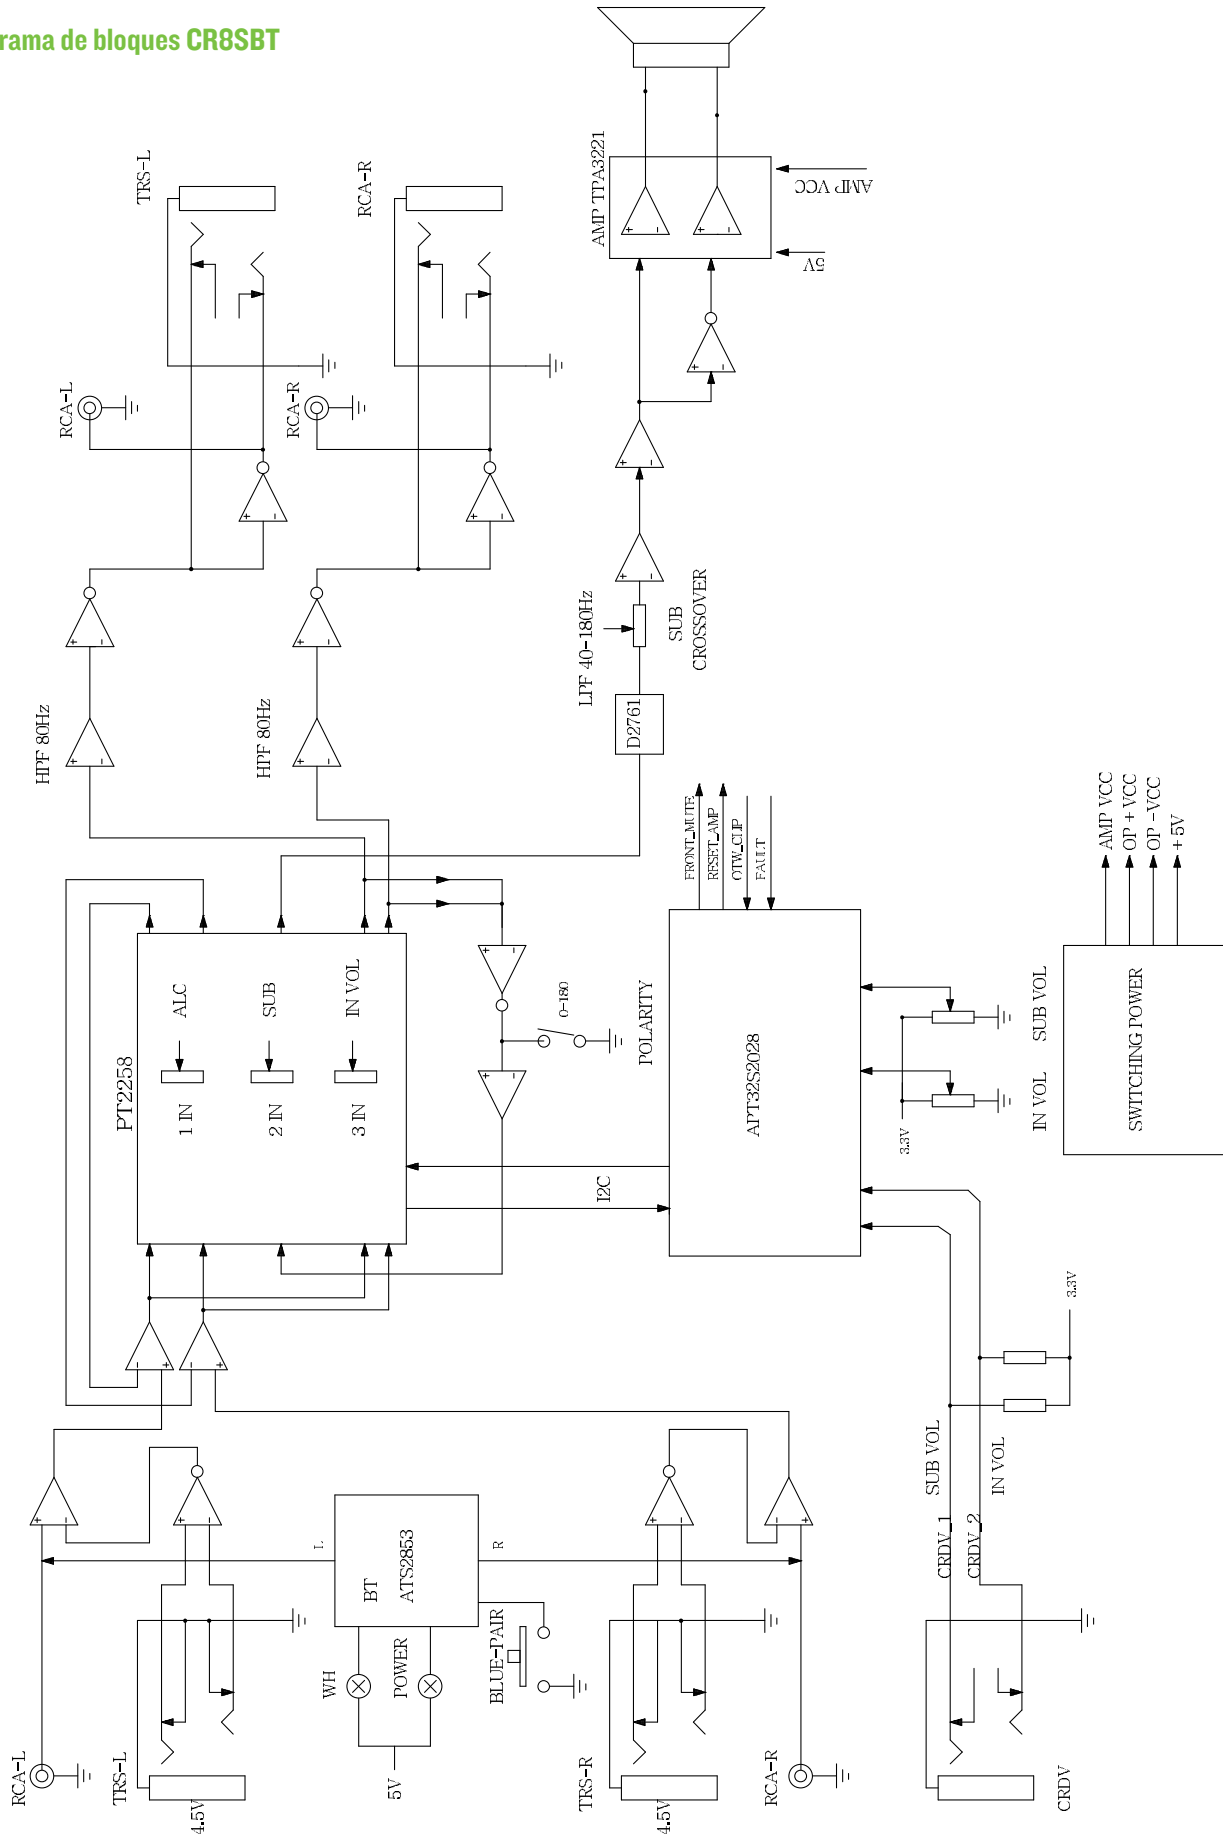 rama de bloques CR8SBT
TRS-L
RCA-R
RCA-L
RCA-R
AMP TPA3221
AMP VCC
5V
HPF 80Hz
HPF 80Hz
LPF 40-180Hz
SUB
CROSSOVER
D2761
FRONT_MUTE
RESET_AMP
OTW_CLIP
FAULT
PT2258
ALC
SUB
IN VOL
1 IN
2 IN
3 IN
0-180
POLARITY
I2C
APT32S2028
3.3V
IN VOL
SUB VOL
AMP VCC
OP + VCC
OP -VCC
+ 5V
SWITCHING POWER
3.3V
SUB VOL
IN VOL
CRDV_1
CRDV_2
L
R
BT
ATS2853
WH
POWER
BLUE-PAIR
5V
RCA-L
TRS-L
4.5V
TRS-R
4.5V
RCA-R
CRDV